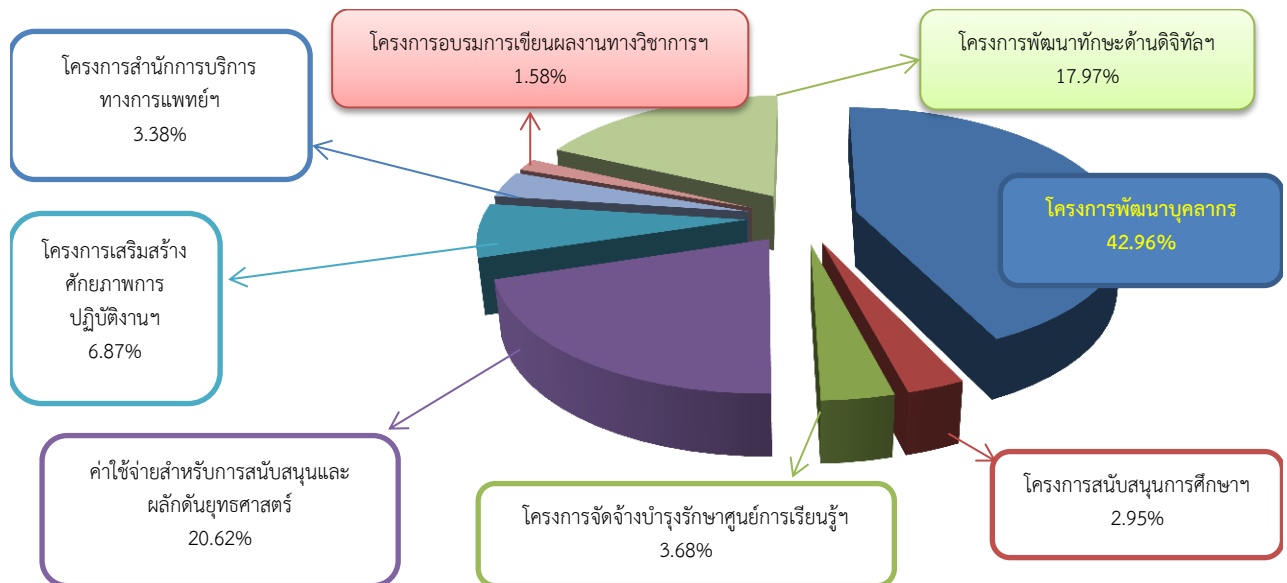 โครงการอบรมการเขียนผลงานทางวิชาการฯ
1.58%
โครงการพัฒนาทักษะด้านดิจิทัลฯ
17.97%
โครงการสำนักการบริการ
ทางการแพทย์ฯ
3.38%
โครงการพัฒนาบุคลากร
42.96%
โครงการเสริมสร้าง
ศักยภาพการ
ปฏิบัติงานฯ
6.87%
ค่าใช้จ่ายสำหรับการสนับสนุนและ
ผลักดันยุทธศาสตร์
20.62%
โครงการจัดจ้างบำรุงรักษาศูนย์การเรียนรู้ฯ
3.68%
โครงการสนับสนุนการศึกษาฯ
2.95%